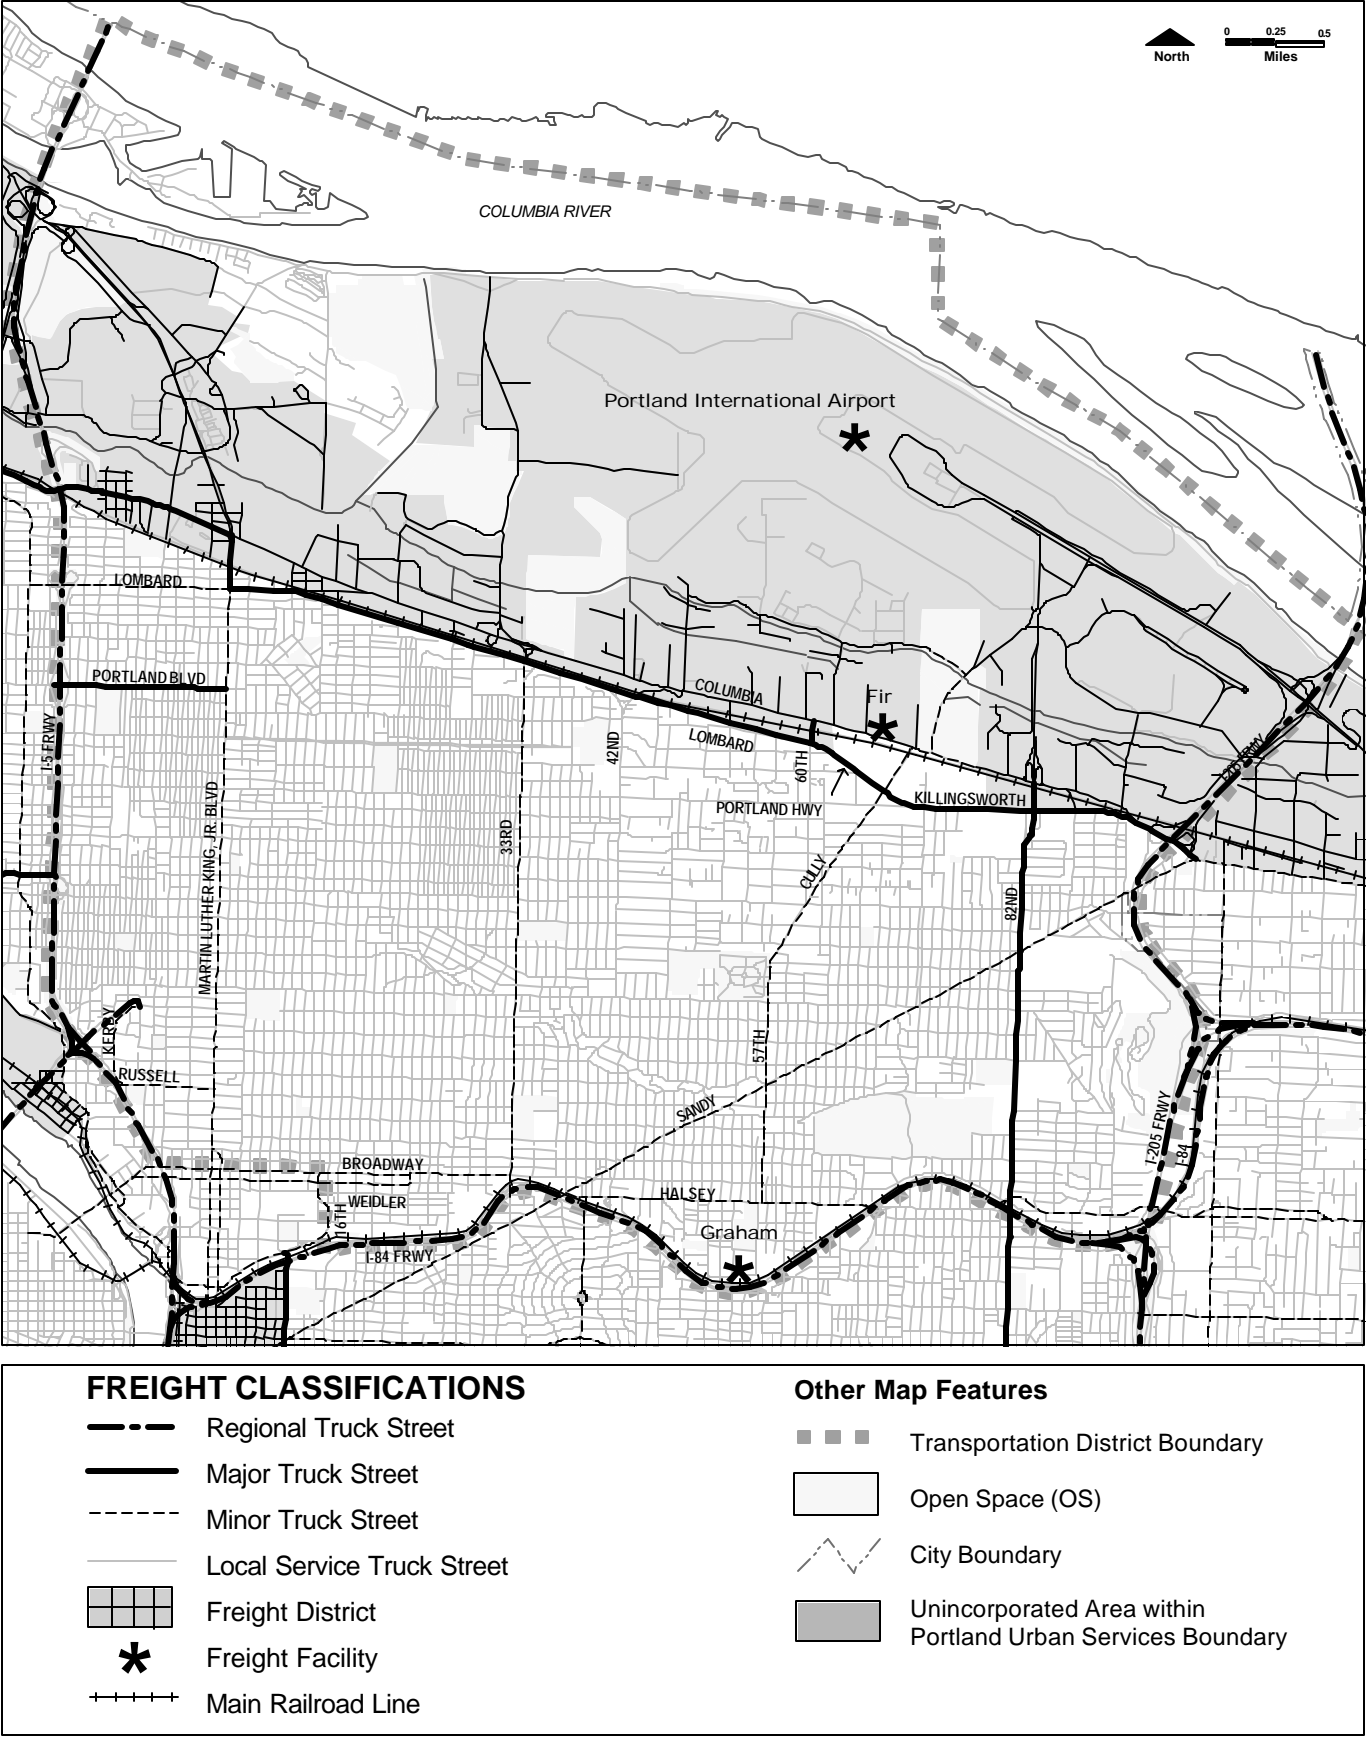 0 0.25 0.5
North
Miles
COLUMBIA RIVER
Portland International Airport
LOMBARD
PORTLAND BLVD
COLUMBIA
Fir
I-5 FRWY
42ND
LOMBARD
60TH
I-205 FRWY
PORTLAND HWY
KILLINGSWORTH
MARTIN LUTHER KING, JR. BLVD
33RD
CULLY
82ND
KERBY
57TH
RUSSELL
SANDY
I-205 FRWY
I-84
BROADWAY
WEIDLER
HALSEY
16TH
Graham
I-84 FRWY
FREIGHT CLASSIFICATIONS
Regional Truck Street
Major Truck Street
Minor Truck Street
Local Service Truck Street
Freight District
Freight Facility
Main Railroad Line
Other Map Features
Transportation District Boundary
Open Space (OS)
City Boundary
Unincorporated Area within
Portland Urban Services Boundary